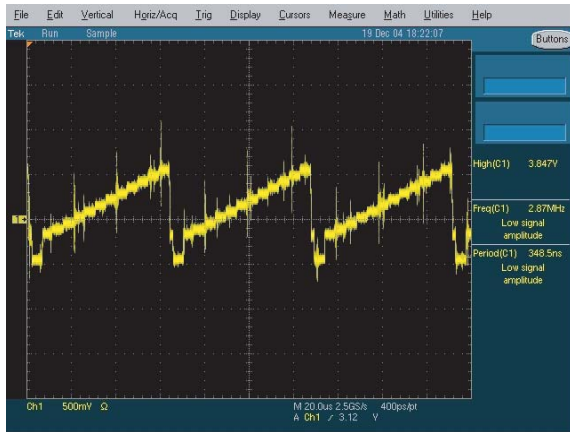 File Edit Vertical Horiz/Acq Trig Display Cursors Measure Math Utilities Help
Tek Run Sample 19 Dec 04 18:22:07 Buttons
High(C1) 3.847V
Freq(C1) 2.87MHz
Low signal
amplitude
Period(C1) 348.5ns
Low signal
amplitude
Ch1 500mV Ω M 20.0us 2.5GS/s 400ps/pt
A Ch1 / 3.12 V